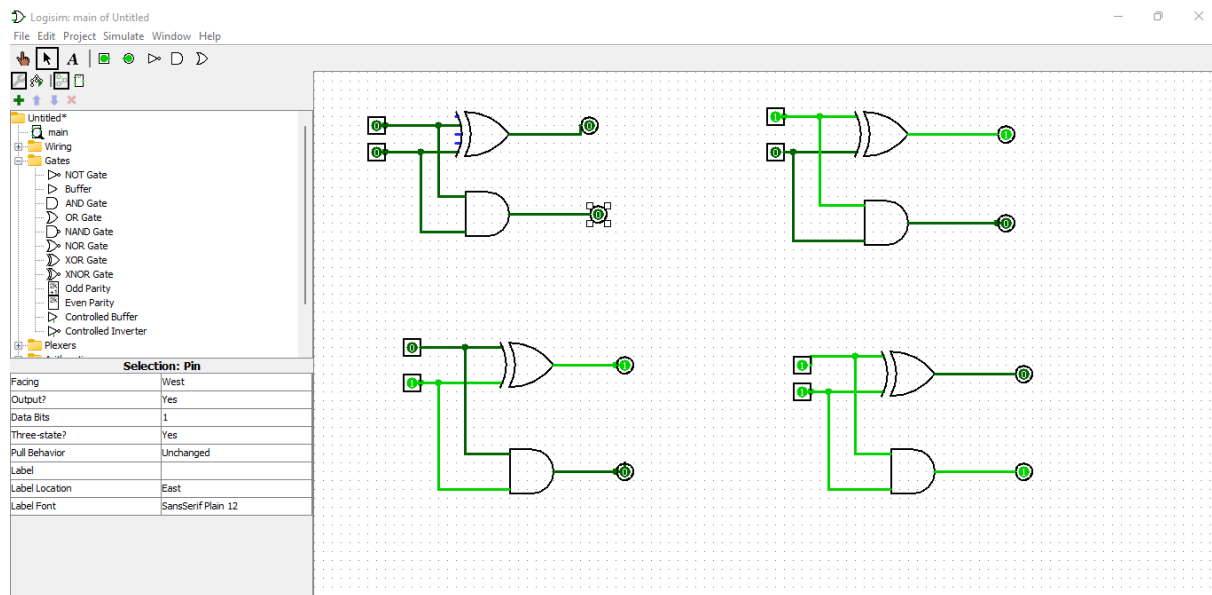 Logisim: main of Untitled
File Edit Project Simulate Window Help
A
Untitled*
main
Wiring
Gates
NOT Gate
Buffer
AND Gate
OR Gate
NAND Gate
NOR Gate
XOR Gate
XNOR Gate
Odd Parity
Even Parity
Controlled Buffer
Controlled Inverter
Plexers
Selection: Pin
Facing West
Output? Yes
Data Bits 1
Three-state? Yes
Pull Behavior Unchanged
Label
Label Location East
Label Font SansSerif Plain 12
0 0
0
0
1 1
0
0
0 1
1
0
1 0
1
1